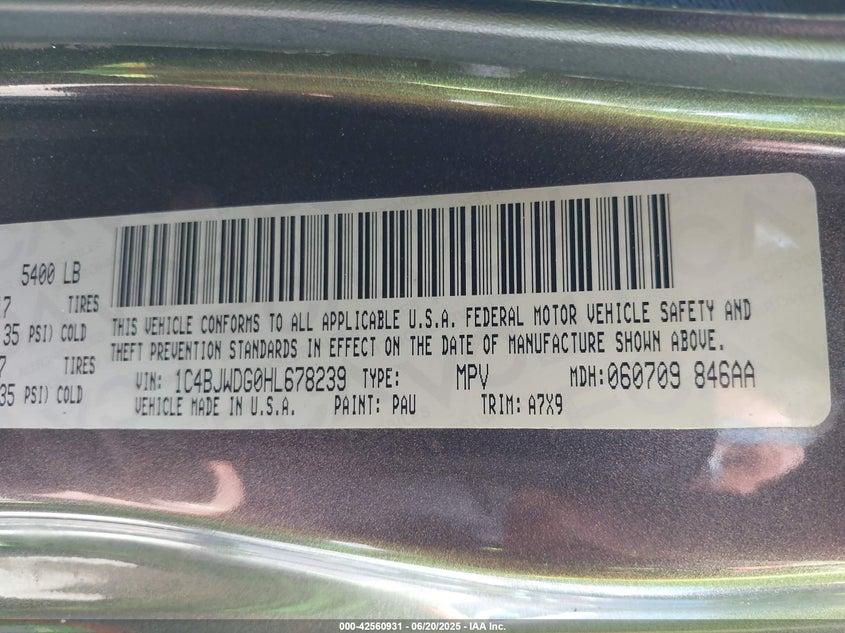 5400 LB
7 TIRES
35 PSI) COLD
7 TIRES
35 PSI) COLD
THIS VEHICLE CONFORMS TO ALL APPLICABLE U.S.A. FEDERAL MOTOR VEHICLE SAFETY AND
THEFT PREVENTION STANDARDS IN EFFECT ON THE DATE OF MANUFACTURE SHOWN ABOVE.
VIN: 1C4BJWDG0HL678239 TYPE: MPV MDH:060709 846AA
VEHICLE MADE IN U.S.A. PAINT: PAU TRIM: A7X9
000-42560931 - 06/20/2025 - IAA Inc.